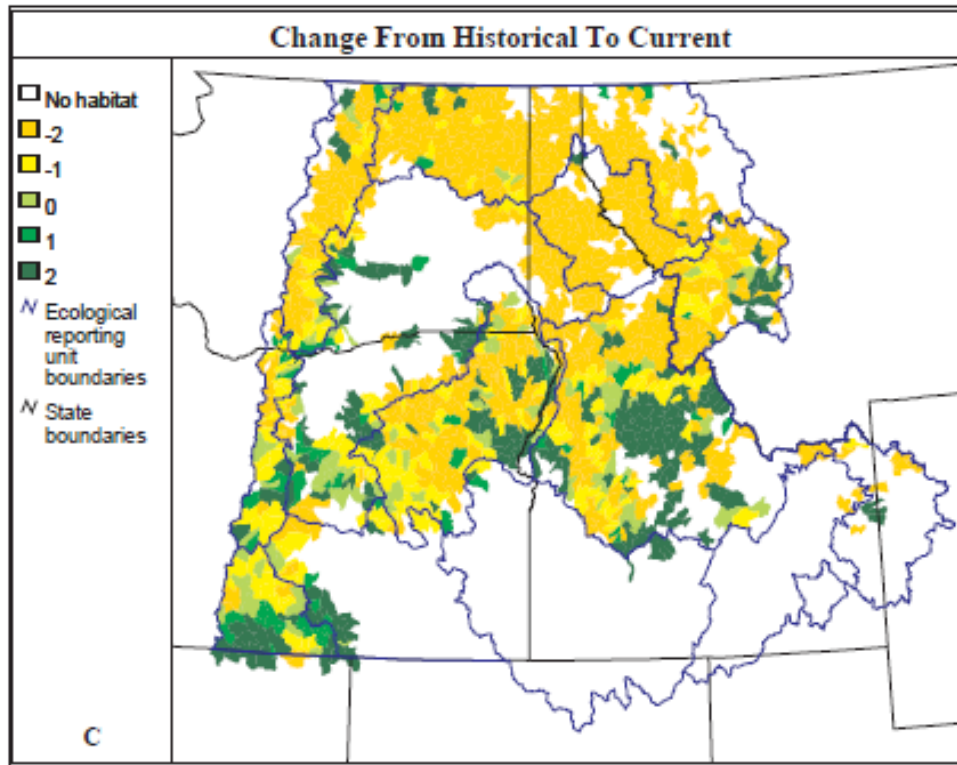 Change From Historical To Current
No habitat
-2
-1
0
1
2
Ecological
reporting
unit
boundaries
State
boundaries
C